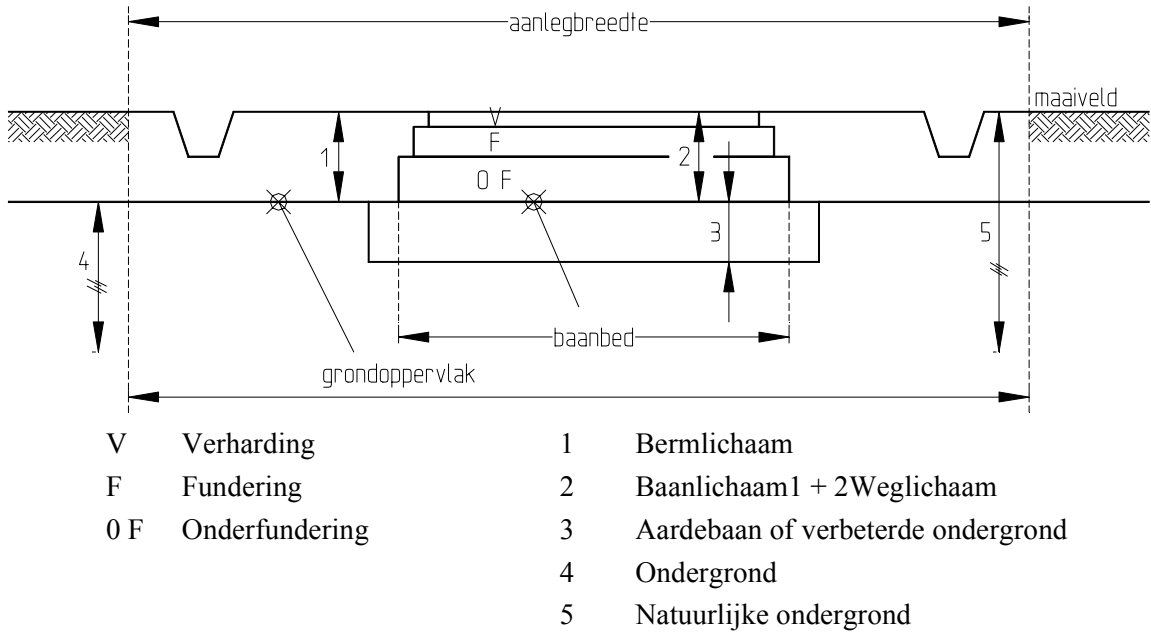 aanlegbreedte
maaiveld
V
F
1
2
0 F
3
4
5
baanbed
grondoppervlak
V Verharding 1 Bermlichaam
F Fundering 2 Baanlichaam1 + 2Weglichaam
0 F Onderfundering 3 Aardebaan of verbeterde ondergrond
4 Ondergrond
5 Natuurlijke ondergrond